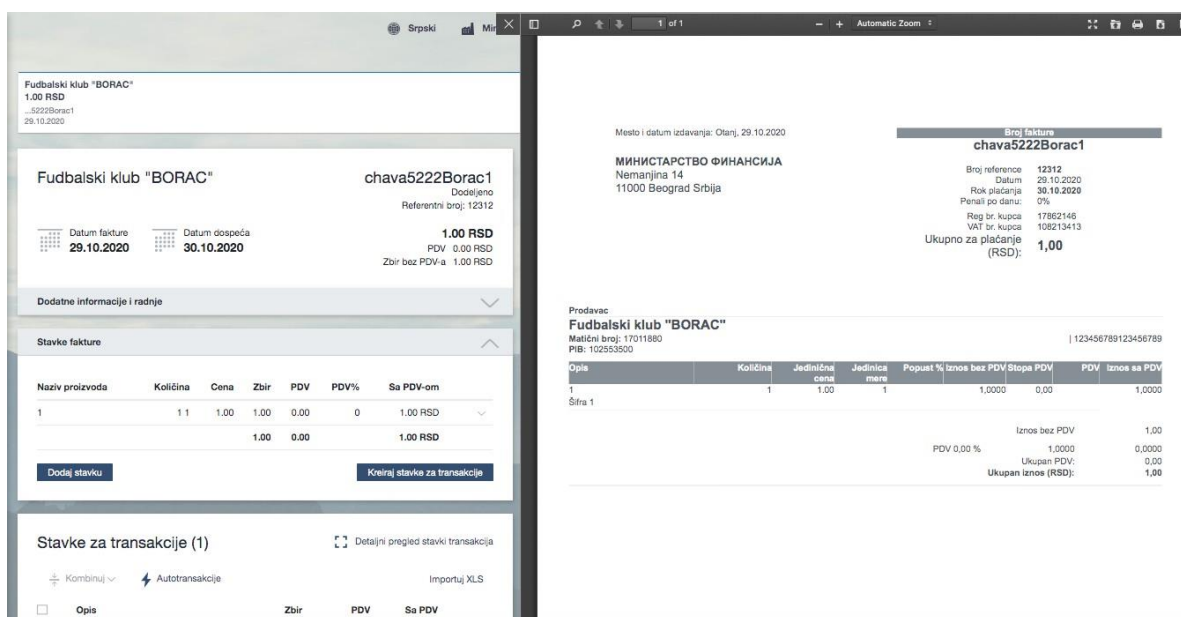 Srpski
Fudbalski klub "BORAC"
1.00 RSD
...5222Borac1
29.10.2020
Fudbalski klub "BORAC"
chava5222Borac1
Dodeljeno
Referentni broj: 12312
Datum fakture
29.10.2020
Datum dospeća
30.10.2020
1.00 RSD
PDV 0.00 RSD
Zbir bez PDV-a 1.00 RSD
Dodatne informacije i radnje
Stavke fakture
Naziv proizvoda Količina Cena Zbir PDV PDV% Sa PDV-om
1 1 1 1.00 1.00 0.00 0 1.00 RSD
1.00 0.00 1.00 RSD
Dodaj stavku
Kreiraj stavke za transakcije
Stavke za transakcije (1)
Detaljni pregled stavki transakcija
Kombinuj
Autotransakcije
Importuj XLS
Opis Zbir PDV Sa PDV
1 of 1
Automatic Zoom
Mesto i datum izdavanja: Otanj, 29.10.2020
МИНИСТАРСТВО ФИНАНСИЈА
Nemanjina 14
11000 Beograd Srbija
Broj fakture
chava5222Borac1
Broj reference 12312
Datum 29.10.2020
Rok plaćanja 30.10.2020
Penali po danu: 0%
Reg br. kupca 17862146
VAT br. kupca 108213413
Ukupno za plaćanje
(RSD): 1,00
Prodavac
Fudbalski klub "BORAC"
Matični broj: 17011880
PIB: 102553500
| 123456789123456789
Opis Količina Jedinična cena Jedinica mere Popust % Iznos bez PDV Stopa PDV PDV Iznos sa PDV
1 1 1.00 1 1,0000 0,00 1,0000
Šifra 1
Iznos bez PDV 1,00
PDV 0,00 % 1,0000 0,0000
Ukupan PDV: 0,00
Ukupan iznos (RSD): 1,00